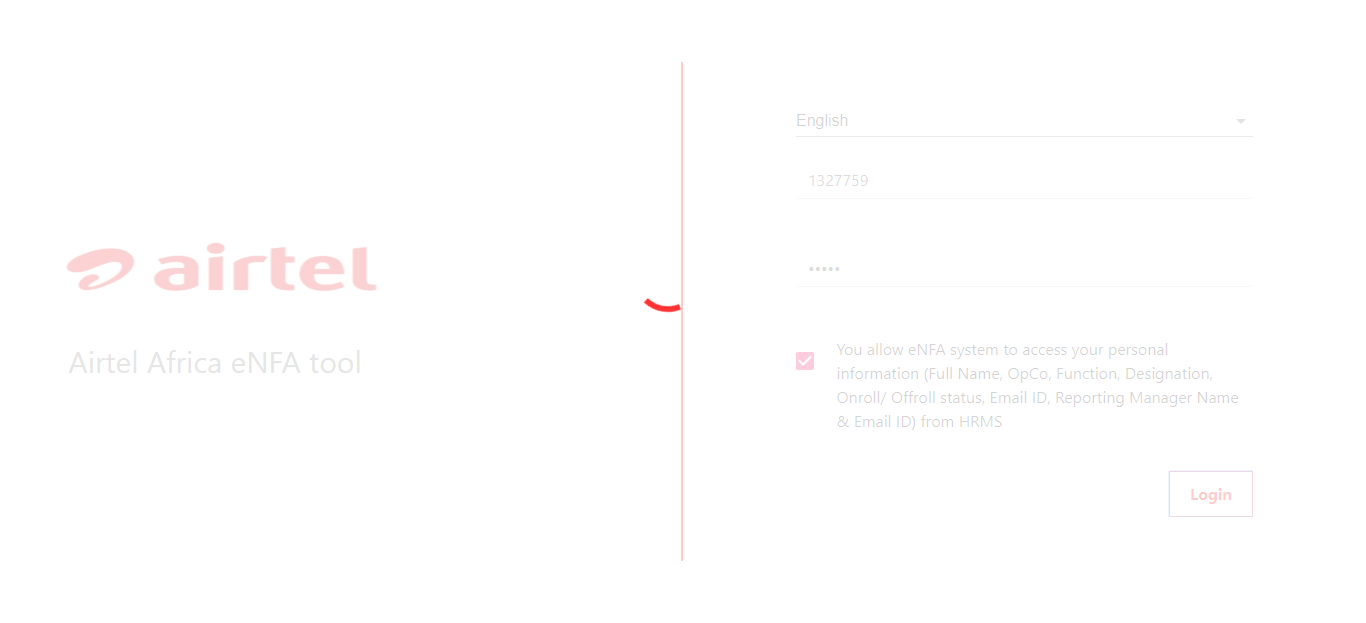 airtel
Airtel Africa eNFA tool
English
1327759
•••••
You allow eNFA system to access your personal
information (Full Name, OpCo, Function, Designation,
Onroll/ Offroll status, Email ID, Reporting Manager Name
& Email ID) from HRMS
Login